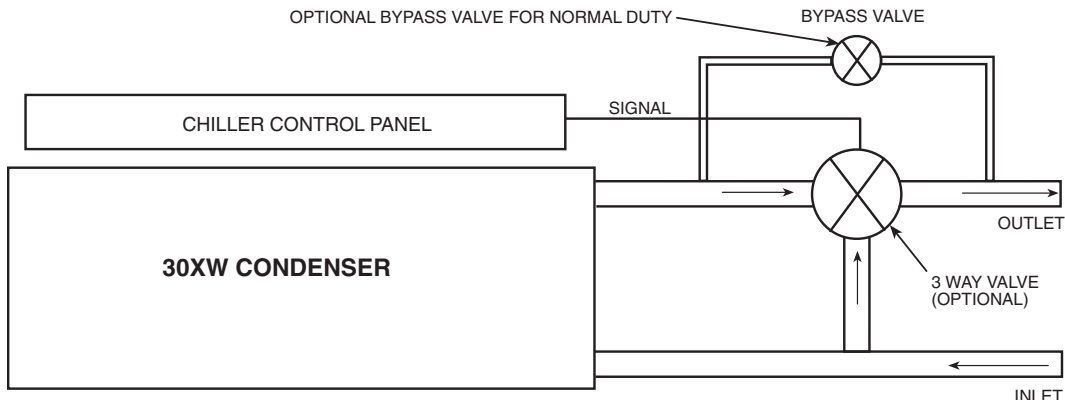 OPTIONAL BYPASS VALVE FOR NORMAL DUTY
BYPASS VALVE
SIGNAL
CHILLER CONTROL PANEL
OUTLET
30XW CONDENSER
3 WAY VALVE
(OPTIONAL)
INLET